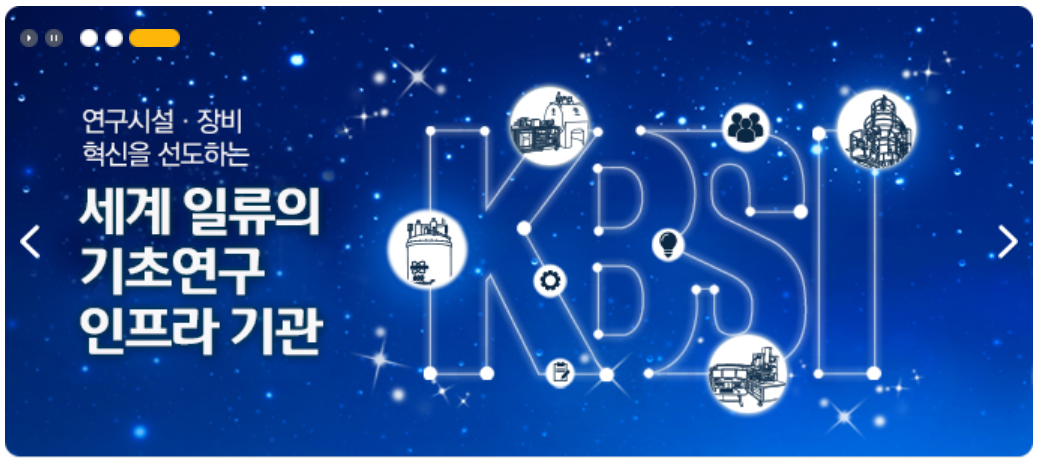 연구시설 · 장비
혁신을 선도하는
세계 일류의
기초연구
인프라 기관
KBSI